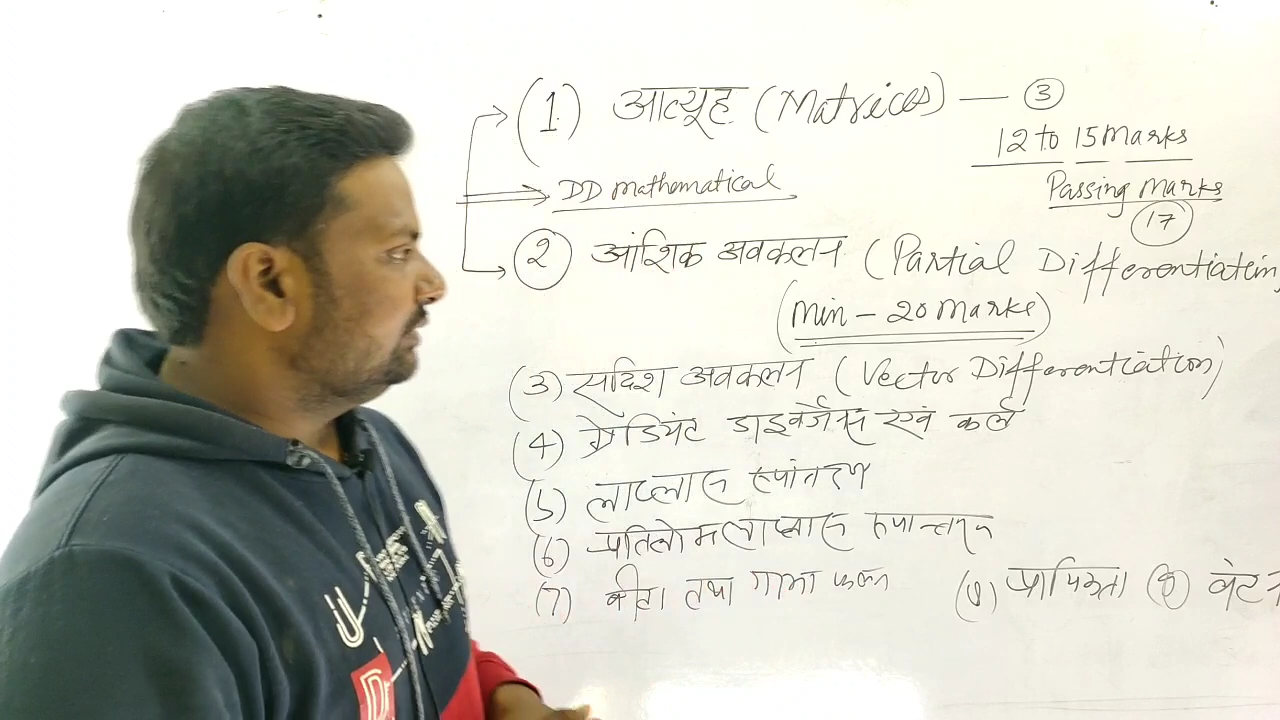 (1.) आव्यूह (Matrices) — ③
12 to 15 Marks
DD Mathematical
Passing Marks
17
② आंशिक अवकलन (Partial Differentiation
(Min - 20 Marks)
(3) सदिश अवकलन (Vector Differentiation)
(4) ग्रेडियंट डाइवर्जेंस एवं कर्ल
(5) लाप्लास रूपांतरण
(6) प्रतिलोम लाप्लास रूपान्तरण
(7) बीटा तथा गामा फलन (9) प्रायिकता (8)